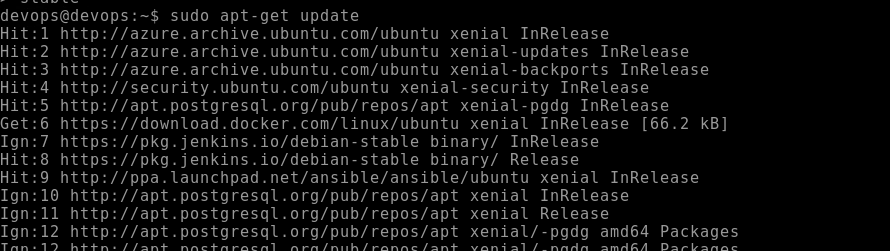 > stable"
devops@devops:~$ sudo apt-get update
Hit:1 http://azure.archive.ubuntu.com/ubuntu xenial InRelease
Hit:2 http://azure.archive.ubuntu.com/ubuntu xenial-updates InRelease
Hit:3 http://azure.archive.ubuntu.com/ubuntu xenial-backports InRelease
Hit:4 http://security.ubuntu.com/ubuntu xenial-security InRelease
Hit:5 http://apt.postgresql.org/pub/repos/apt xenial-pgdg InRelease
Get:6 https://download.docker.com/linux/ubuntu xenial InRelease [66.2 kB]
Ign:7 https://pkg.jenkins.io/debian-stable binary/ InRelease
Hit:8 https://pkg.jenkins.io/debian-stable binary/ Release
Hit:9 http://ppa.launchpad.net/ansible/ansible/ubuntu xenial InRelease
Ign:10 http://apt.postgresql.org/pub/repos/apt xenial InRelease
Ign:11 http://apt.postgresql.org/pub/repos/apt xenial Release
Ign:12 http://apt.postgresql.org/pub/repos/apt xenial/-pgdg amd64 Packages
Ign:12 http://apt.postgresql.org/pub/repos/apt xenial/-pgdg amd64 Packages